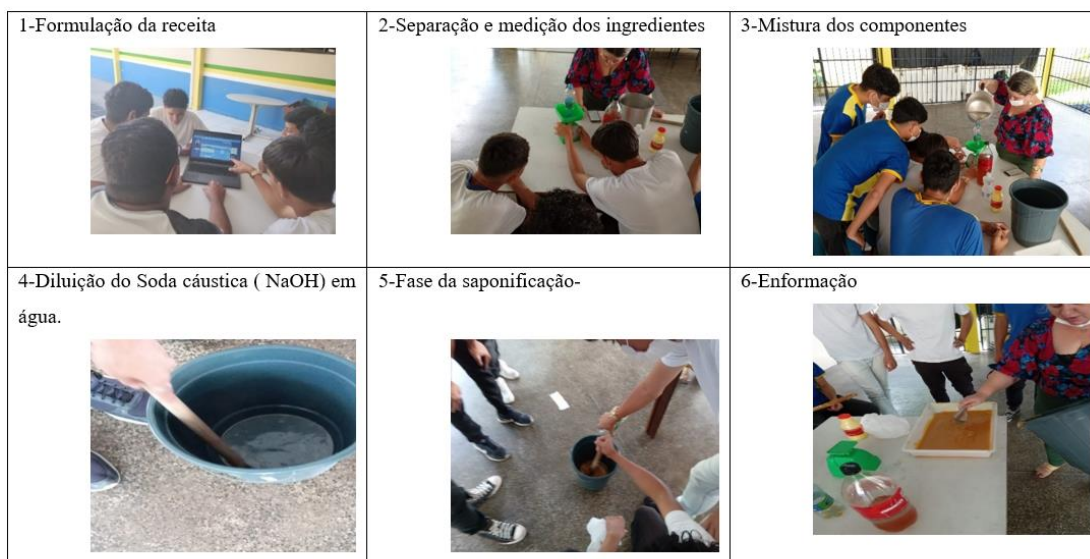 1-Formulação da receita
2-Separação e medição dos ingredientes
3-Mistura dos componentes
4-Diluição do Soda cáustica ( NaOH) em
água.
5-Fase da saponificação-
6-Enformação